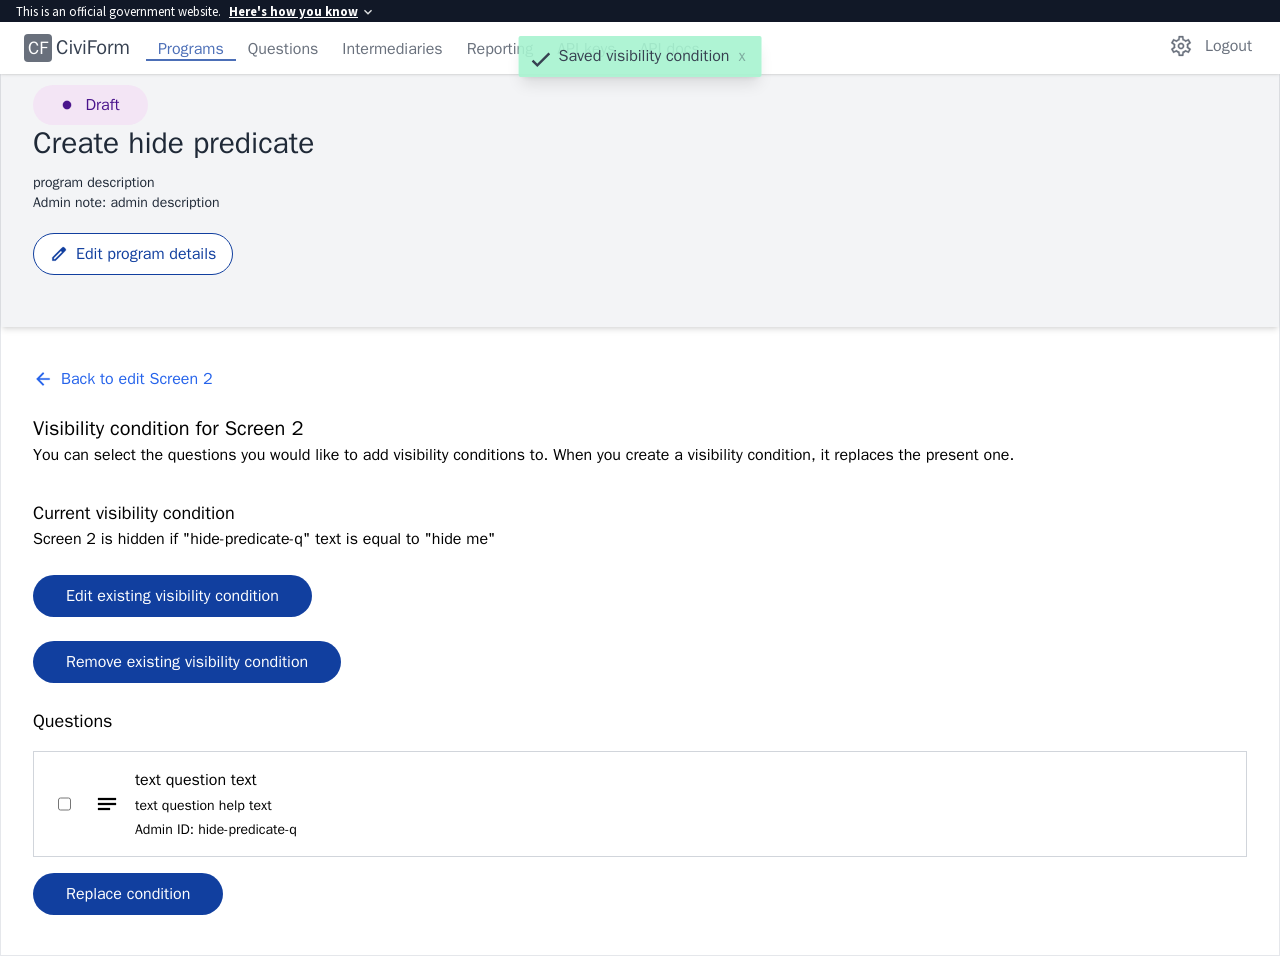 This is an official government website. Here's how you know
CF CiviForm Programs Questions Intermediaries Reporting Logout
Saved visibility condition x
Draft
Create hide predicate
program description
Admin note: admin description
Edit program details
Back to edit Screen 2
Visibility condition for Screen 2
You can select the questions you would like to add visibility conditions to. When you create a visibility condition, it replaces the present one.
Current visibility condition
Screen 2 is hidden if "hide-predicate-q" text is equal to "hide me"
Edit existing visibility condition
Remove existing visibility condition
Questions
text question text
text question help text
Admin ID: hide-predicate-q
Replace condition